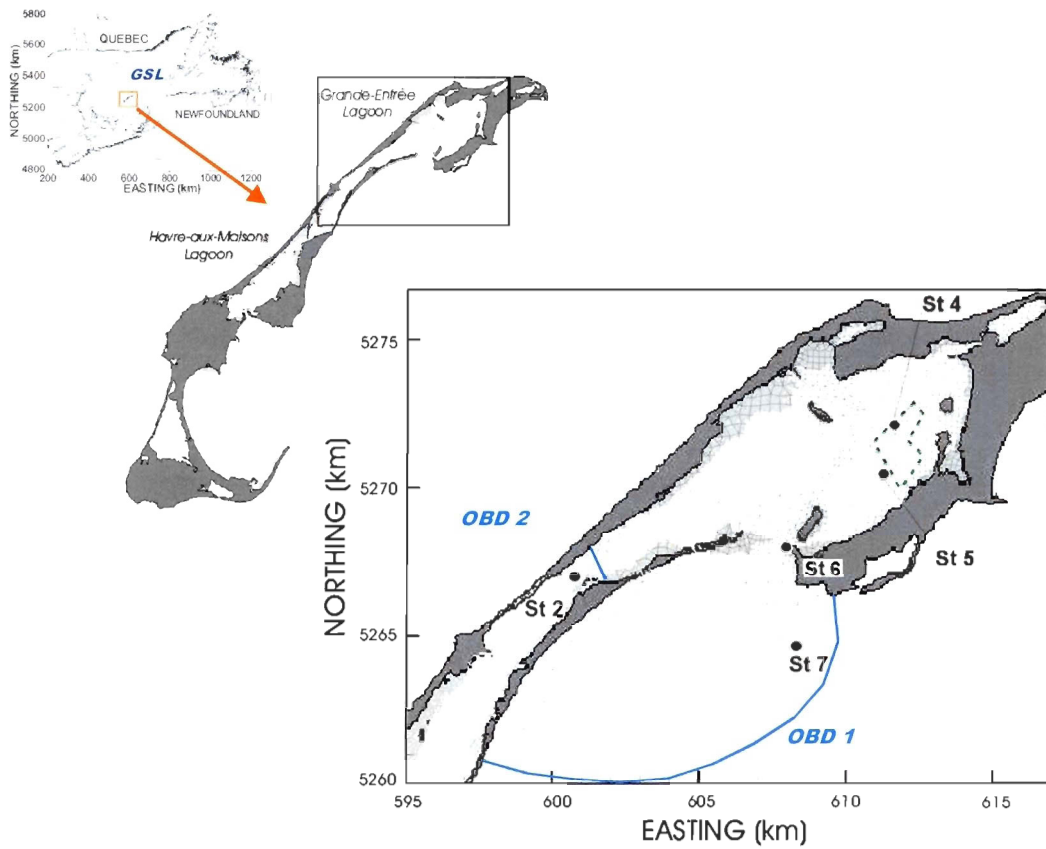 5800
5600
5400
5200
5000
4800
NORTHING (km)
QUEBEC
GSL
NEWFOUNDLAND
200 400 600 800 1000 1200
EASTING (km)
Grande-Entrée
Lagoon
Havre-aux-Maisons
Lagoon
5275
5270
5265
5260
NORTHING (km)
St 4
OBD 2
St 2
St 6
St 5
St 7
OBD 1
595 600 605 610 615
EASTING (km)